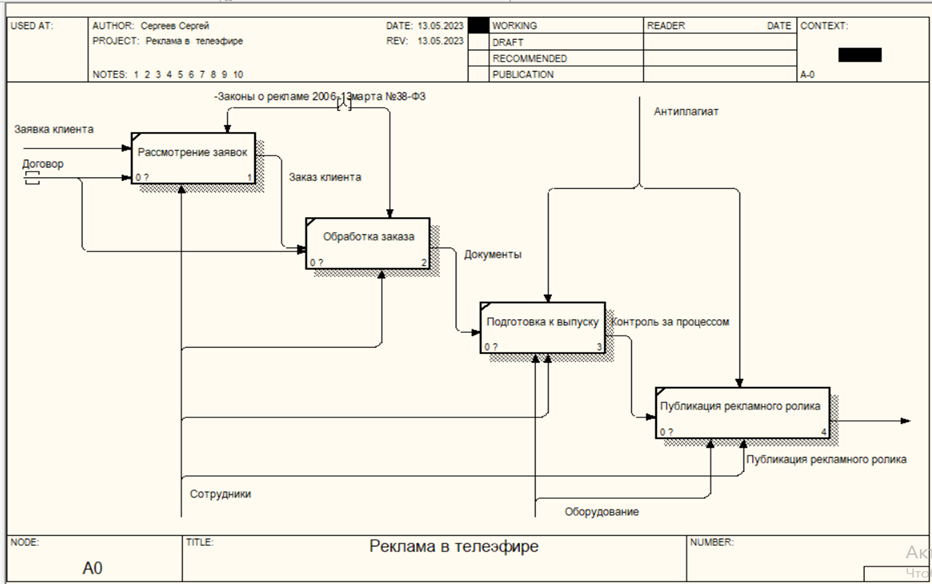 USED AT:
AUTHOR: Сергеев Сергей
DATE: 13.05.2023
WORKING
READER
DATE
CONTEXT:
PROJECT: Реклама в телеэфире
REV: 13.05.2023
DRAFT
RECOMMENDED
NOTES: 1 2 3 4 5 6 7 8 9 10
PUBLICATION
A-0
-Законы о рекламе 2006-13марта №38-ФЗ
Антиплагиат
Заявка клиента
Рассмотрение заявок
Договор
0 ?
1
Заказ клиента
Обработка заказа
0 ?
2
Документы
Подготовка к выпуску
Контроль за процессом
0 ?
3
Публикация рекламного ролика
0 ?
4
Публикация рекламного ролика
Сотрудники
Оборудование
NODE:
TITLE:
NUMBER:
Реклама в телеэфире
A0